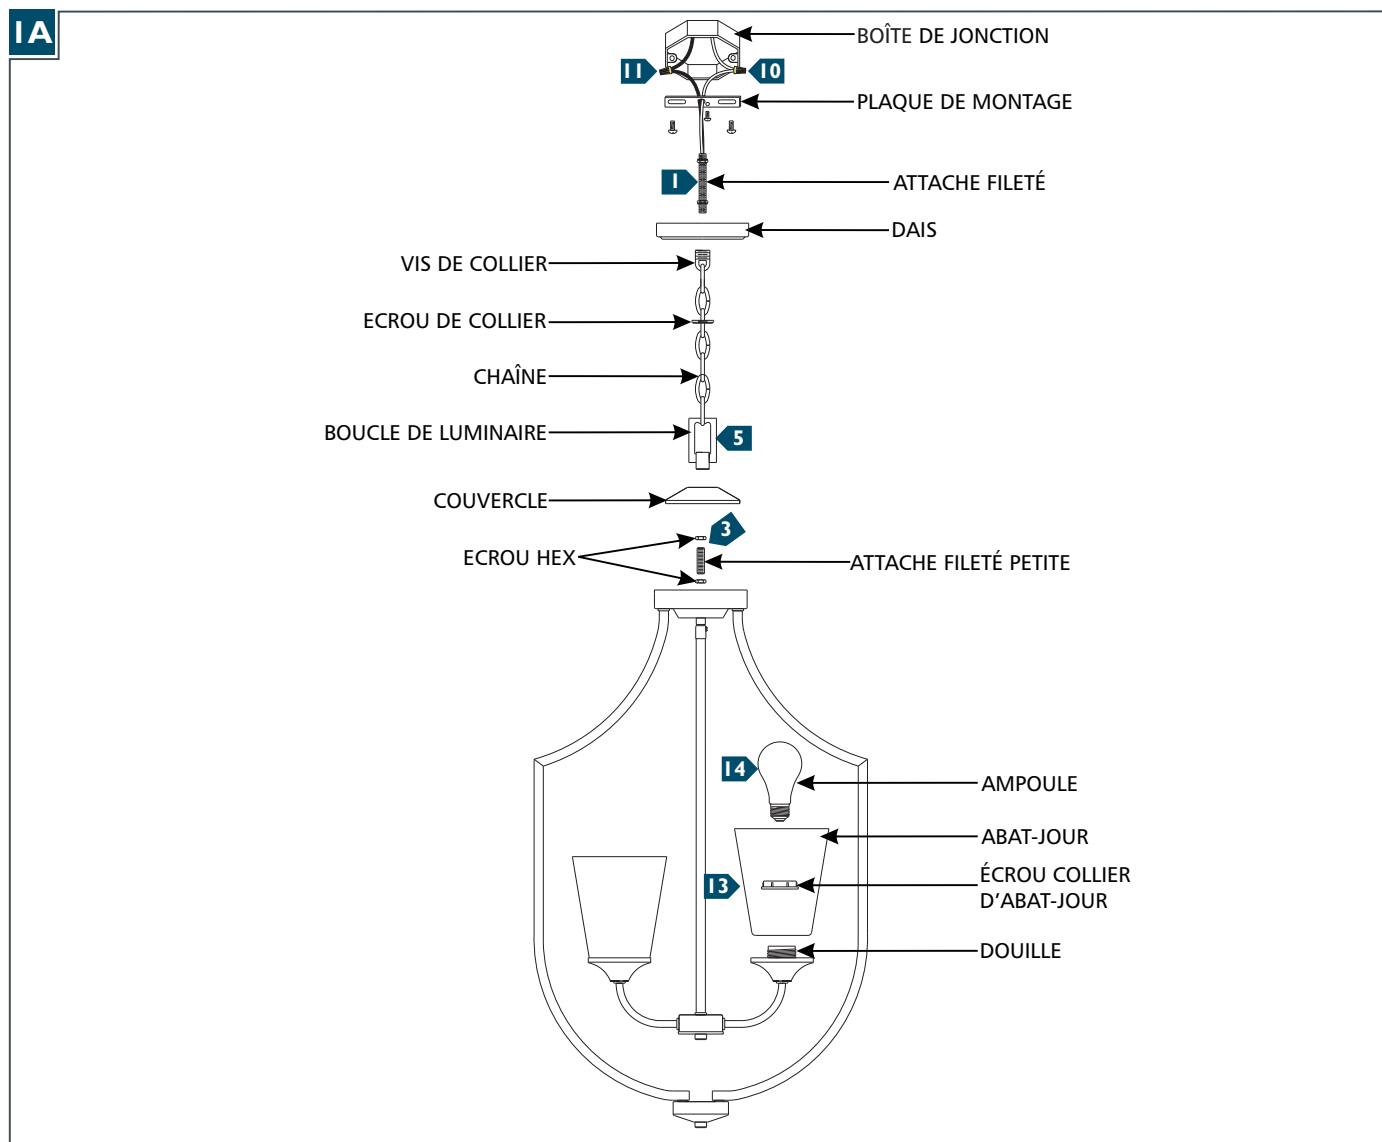 1A
BOÎTE DE JONCTION
11
10
PLAQUE DE MONTAGE
1
ATTACHE FILETÉ
DAIS
VIS DE COLLIER
ECROU DE COLLIER
CHAÎNE
BOUCLE DE LUMINAIRE
5
COUVERCLE
3
ECROU HEX
ATTACHE FILETÉ PETITE
14
AMPOULE
ABAT-JOUR
13
ÉCROU COLLIER
D'ABAT-JOUR
DOUILLE